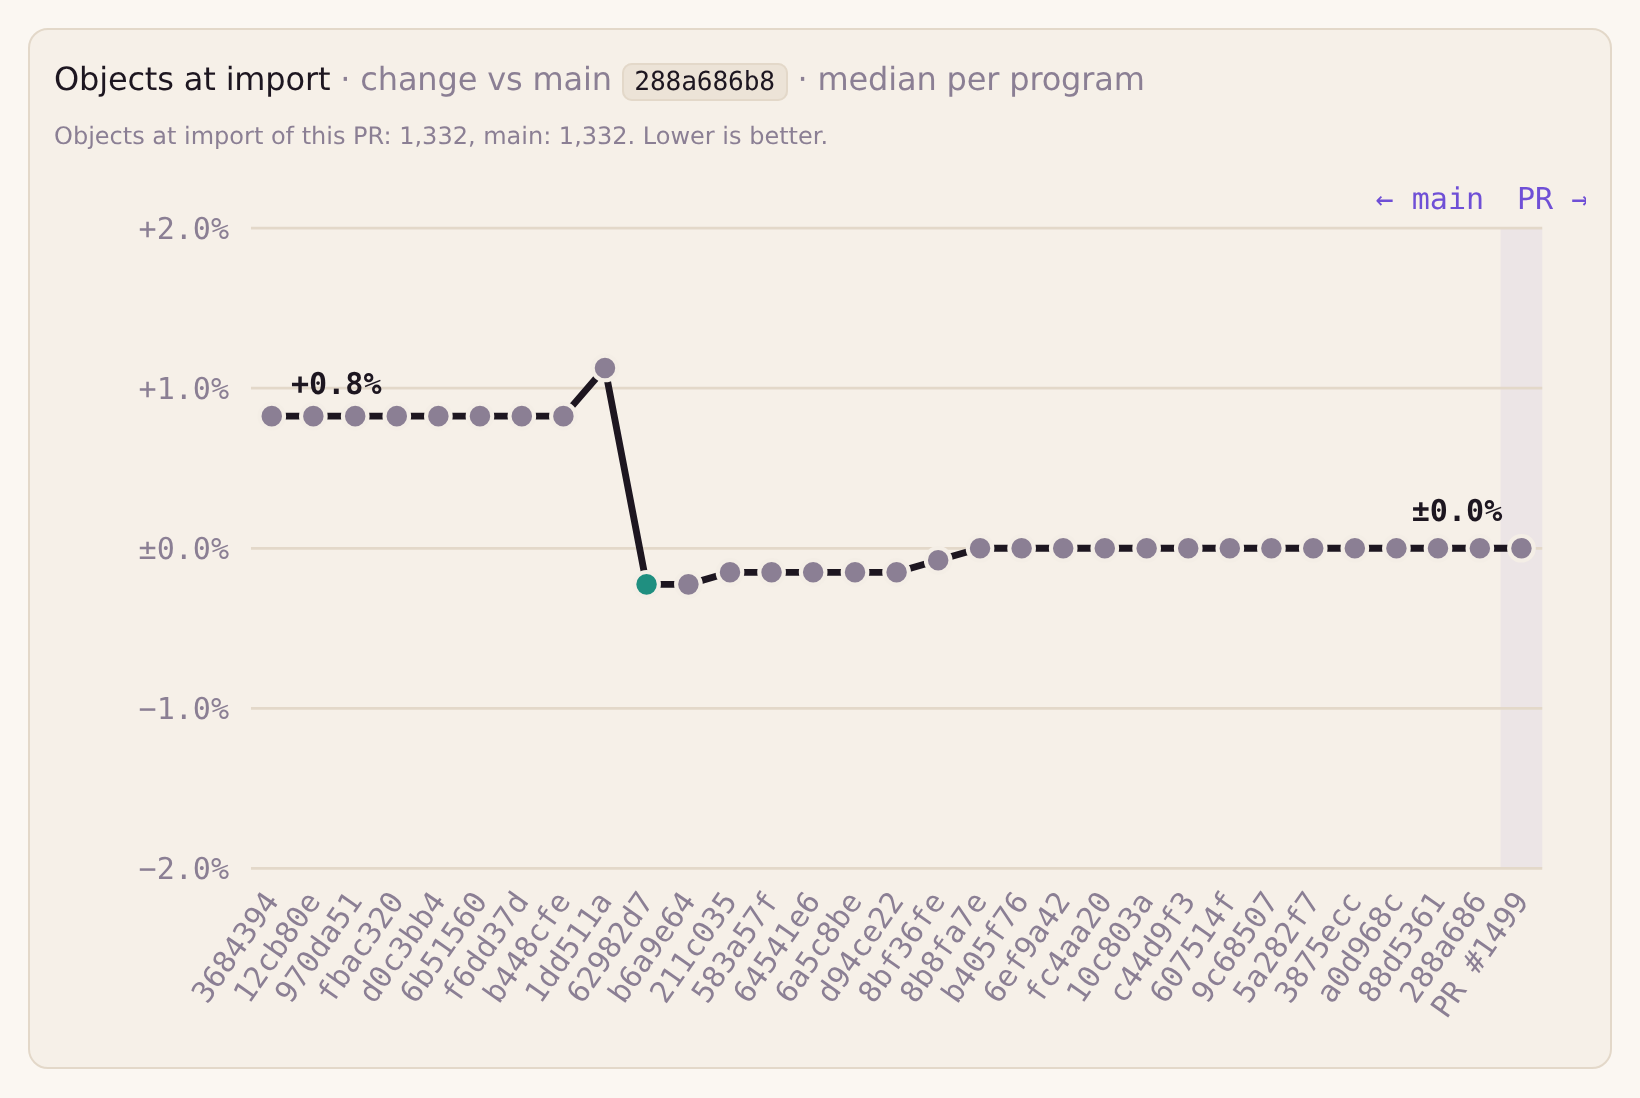 Objects at import · change vs main 288a686b8 · median per program
Objects at import of this PR: 1,332, main: 1,332. Lower is better.
← main PR →
+2.0%
+1.0%
±0.0%
−1.0%
−2.0%
+0.8%
±0.0%
3684394
12cb80e
970da51
fbac320
d0c3bb4
6b51560
f6dd37d
b448cfe
1dd511a
62982d7
b6a9e64
211c035
583a57f
64541e6
6a5c8be
d94ce22
8bf36fe
8b8fa7e
b405f76
6ef9a42
fc4aa20
10c803a
c44d9f3
607514f
9c68507
5a282f7
3875ecc
a0d968c
88d5361
288a686
PR #1499